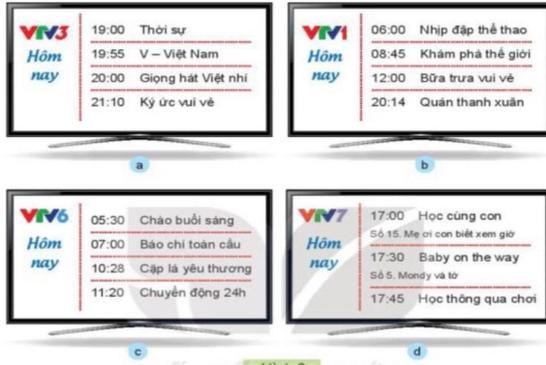 VTV3
Hôm nay
19:00 Thời sự
19:55 V – Việt Nam
20:00 Giọng hát Việt nhí
21:10 Ký ức vui vẻ
a
VTV1
Hôm nay
06:00 Nhịp đập thể thao
08:45 Khám phá thế giới
12:00 Bữa trưa vui vẻ
20:14 Quán thanh xuân
b
VTV6
Hôm nay
05:30 Chào buổi sáng
07:00 Báo chí toàn cầu
10:28 Cặp lá yêu thương
11:20 Chuyển động 24h
c
VTV7
Hôm nay
17:00 Học cùng con
Số 15. Mẹ ơi con biết xem giờ
17:30 Baby on the way
Số 5. Mondy và tớ
17:45 Học thông qua chơi
d